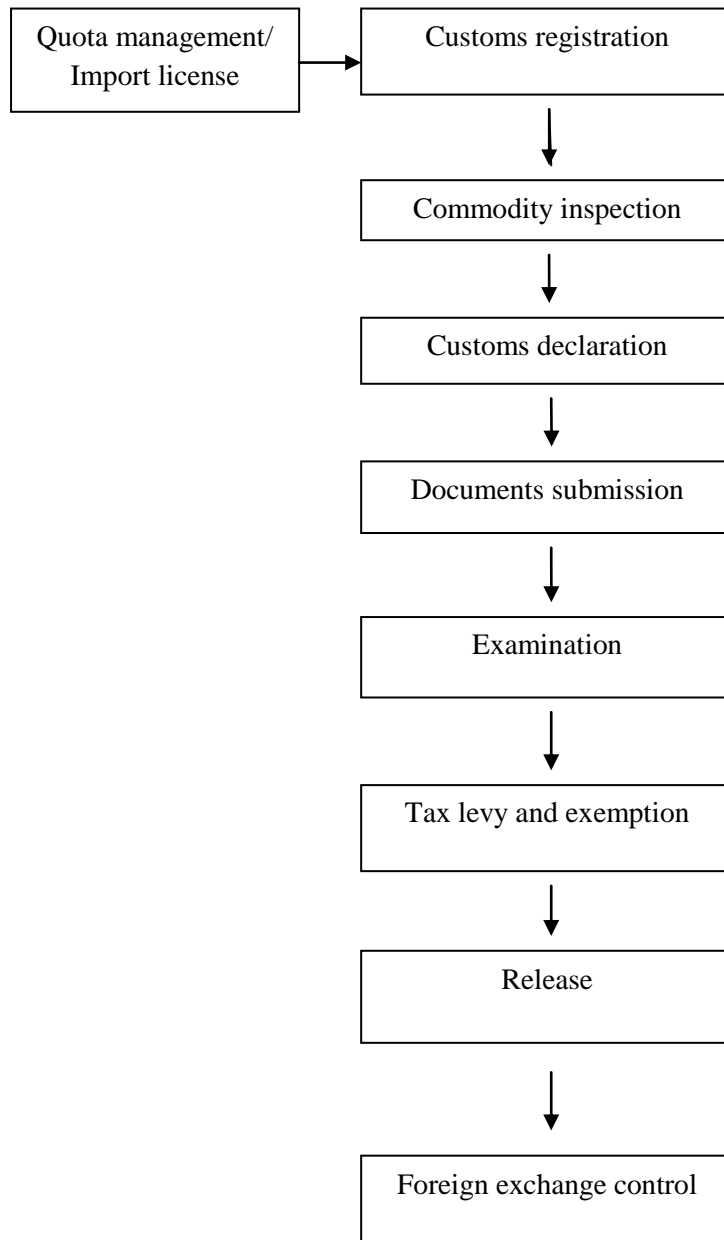 Quota management/
Import license
Customs registration
Commodity inspection
Customs declaration
Documents submission
Examination
Tax levy and exemption
Release
Foreign exchange control